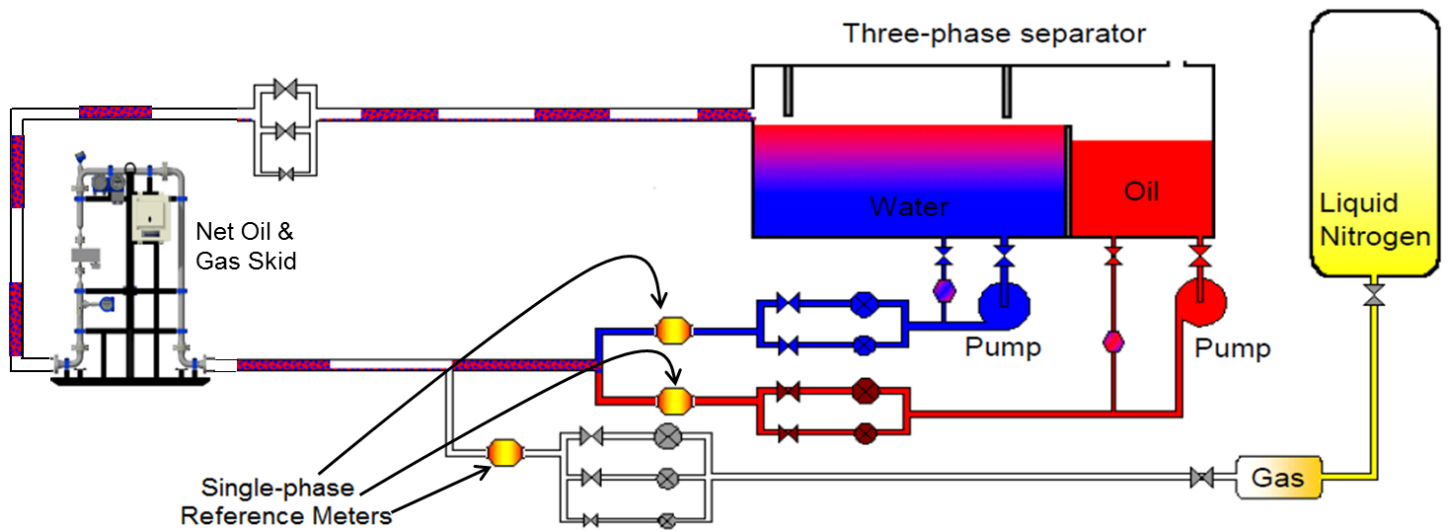 Three-phase separator
Water
Oil
Liquid
Nitrogen
Net Oil &
Gas Skid
Pump
Pump
Single-phase
Reference Meters
Gas